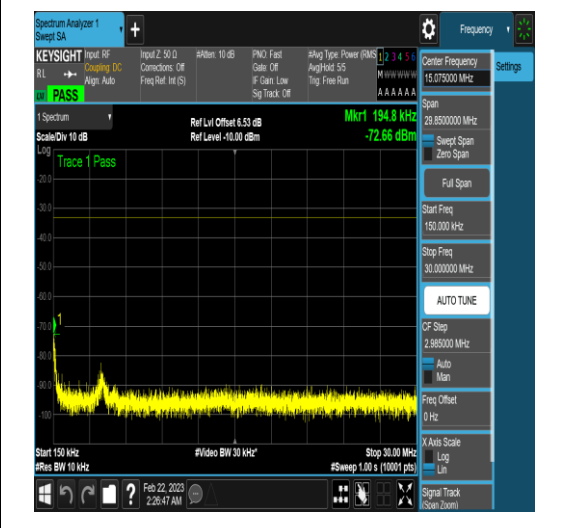 Spectrum Analyzer 1
Swept SA
Frequency
KEYSIGHT
RL
PASS
Input: RF
Coupling: DC
Align: Auto
Input Z: 50 Ω
Corrections: Off
Freq Ref: Int (S)
#Atten: 10 dB
PNO: Fast
Gate: Off
IF Gain: Low
Sig Track: Off
#Avg Type: Power (RMS
Avg|Hold: 5/5
Trig: Free Run
1 2 3 4 5 6
M W W W W W
A A A A A A
1 Spectrum
Scale/Div 10 dB
Ref Lvl Offset 6.53 dB
Ref Level -10.00 dBm
Mkr1 194.8 kHz
-72.66 dBm
Log
Trace 1 Pass
-20.0
-30.0
-40.0
-50.0
-60.0
-70.0
-80.0
-90.0
-100
1
Start 150 kHz
#Res BW 10 kHz
#Video BW 30 kHz*
Stop 30.00 MHz
#Sweep 1.00 s (10001 pts)
Feb 22, 2023
2:26:47 AM
Center Frequency
15.075000 MHz
Settings
Span
29.8500000 MHz
Swept Span
Zero Span
Full Span
Start Freq
150.000 kHz
Stop Freq
30.000000 MHz
AUTO TUNE
CF Step
2.985000 MHz
Auto
Man
Freq Offset
0 Hz
X Axis Scale
Log
Lin
Signal Track
(Span Zoom)